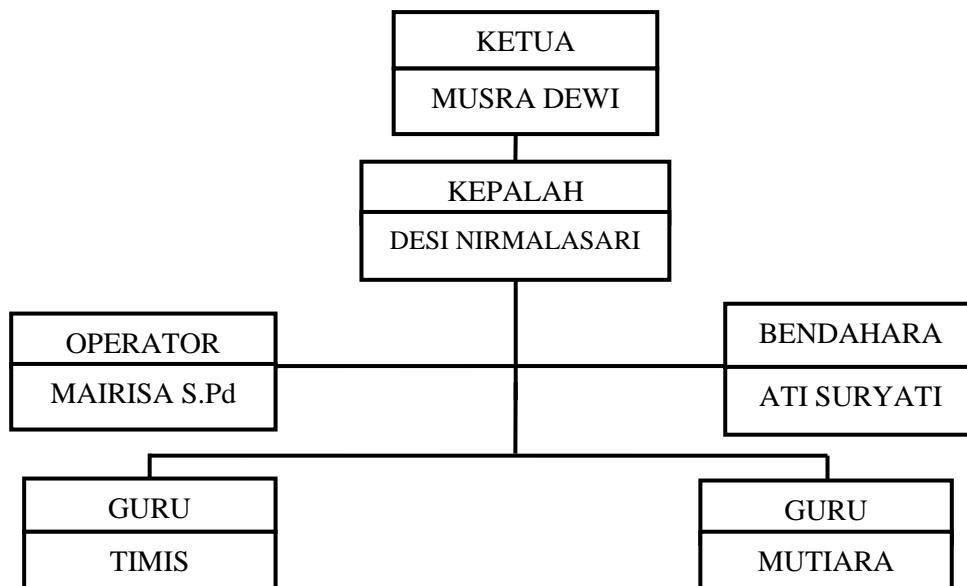 KETUA
MUSRA DEWI
KEPALAH
DESI NIRMALASARI
OPERATOR
MAIRISA S.Pd
BENDAHARA
ATI SURYATI
GURU
TIMIS
GURU
MUTIARA